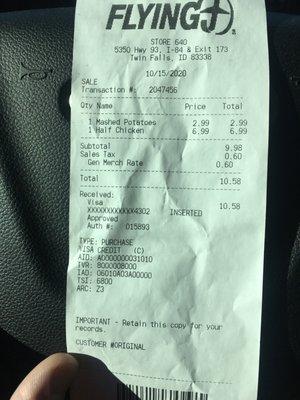 FLYING J
STORE 640
5350 Hwy 93, I-84 & Exit 173
Twin Falls, ID 83338
10/15/2020
SALE
Transaction #: 2047456
Qty Name Price Total
1 Mashed Potatoes 2.99 2.99
1 Half Chicken 6.99 6.99
Subtotal 9.98
Sales Tax 0.60
Gen Merch Rate 0.60
Total 10.58
Received:
Visa 10.58
XXXXXXXXXXXX4302 INSERTED
Approved
Auth #: 015893
TYPE: PURCHASE
VISA CREDIT (C)
AID: A0000000031010
TVR: 8000008000
IAD: 06010A03A00000
TSI: 6800
ARC: Z3
IMPORTANT - Retain this copy for your
records.
CUSTOMER #ORIGINAL